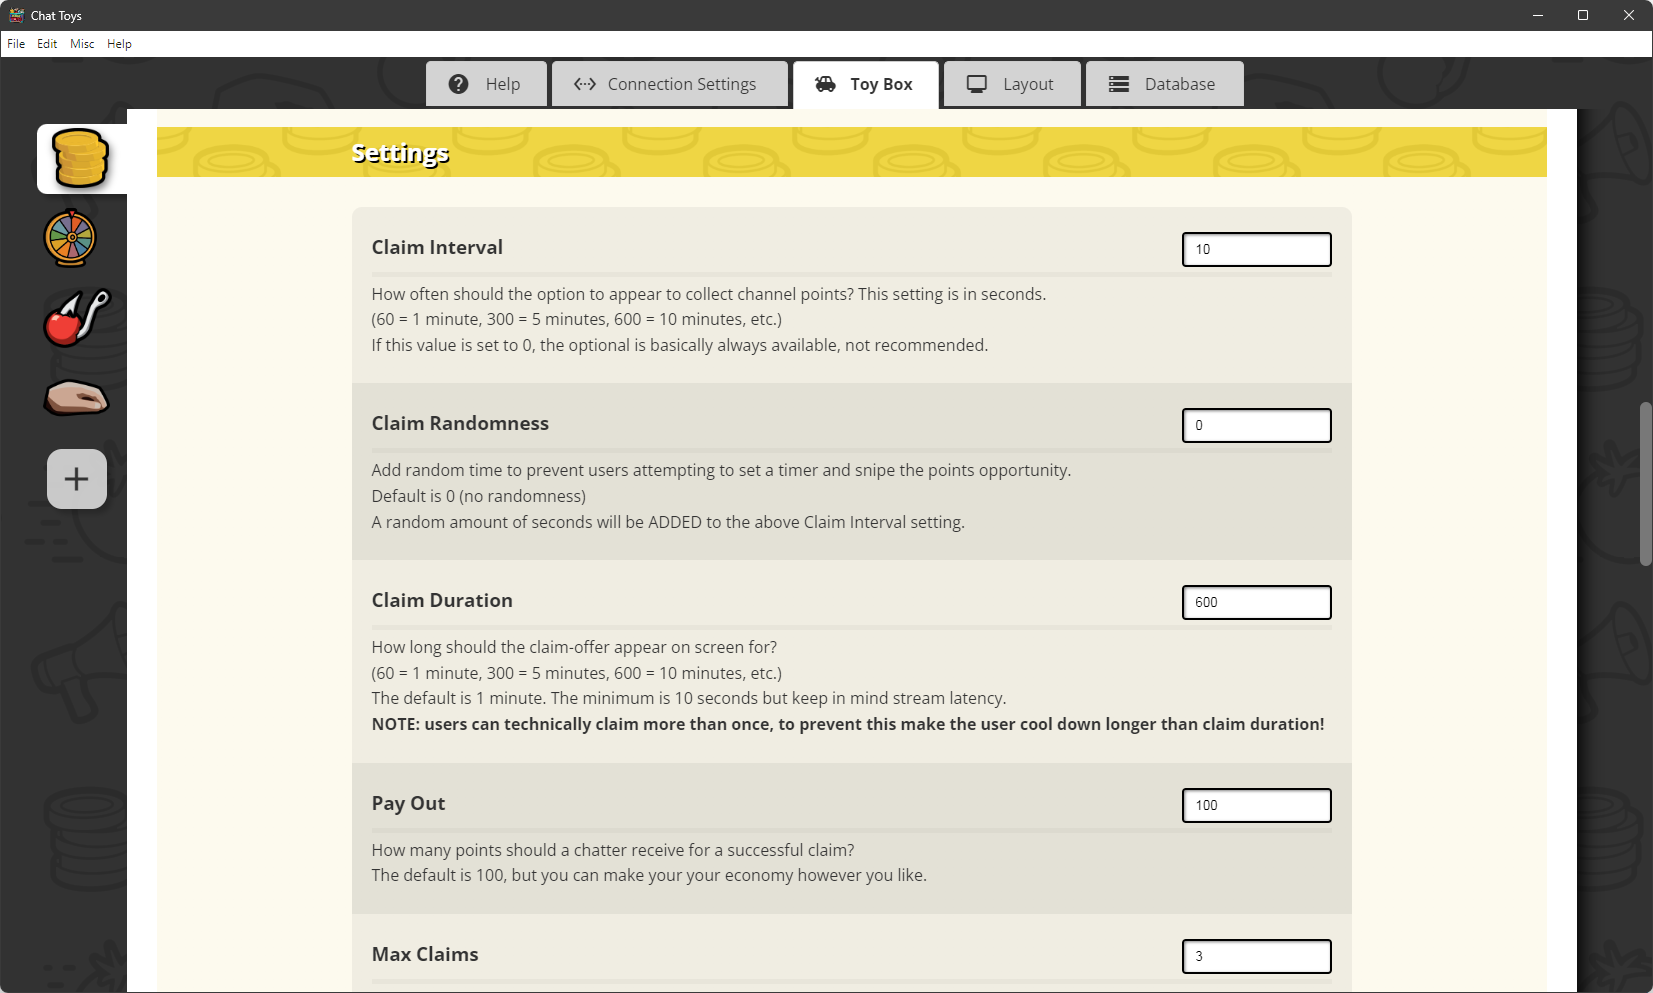 Chat Toys
File Edit Misc Help
Help Connection Settings Toy Box Layout Database
Settings
Claim Interval 10
How often should the option to appear to collect channel points? This setting is in seconds.
(60 = 1 minute, 300 = 5 minutes, 600 = 10 minutes, etc.)
If this value is set to 0, the optional is basically always available, not recommended.
Claim Randomness 0
Add random time to prevent users attempting to set a timer and snipe the points opportunity.
Default is 0 (no randomness)
A random amount of seconds will be ADDED to the above Claim Interval setting.
Claim Duration 600
How long should the claim-offer appear on screen for?
(60 = 1 minute, 300 = 5 minutes, 600 = 10 minutes, etc.)
The default is 1 minute. The minimum is 10 seconds but keep in mind stream latency.
NOTE: users can technically claim more than once, to prevent this make the user cool down longer than claim duration!
Pay Out 100
How many points should a chatter receive for a successful claim?
The default is 100, but you can make your your economy however you like.
Max Claims 3